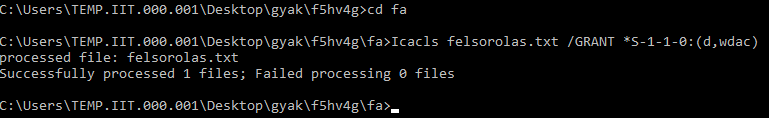 C:\Users\TEMP.IIT.000.001\Desktop\gyak\f5hv4g>cd fa
C:\Users\TEMP.IIT.000.001\Desktop\gyak\f5hv4g\fa>Icacls felsorolas.txt /GRANT *S-1-1-0:(d,wdac)
processed file: felsorolas.txt
Successfully processed 1 files; Failed processing 0 files
C:\Users\TEMP.IIT.000.001\Desktop\gyak\f5hv4g\fa>